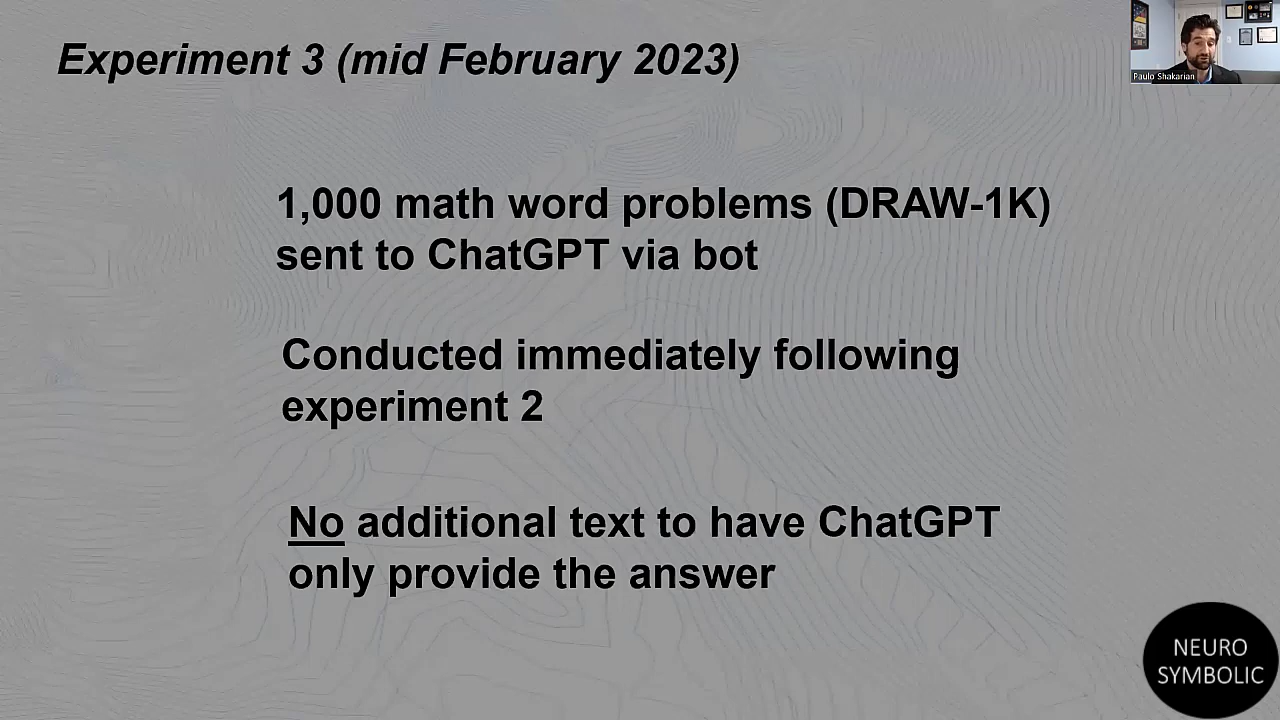 Experiment 3 (mid February 2023)
Paulo Shakarian
1,000 math word problems (DRAW-1K)
sent to ChatGPT via bot
Conducted immediately following
experiment 2
No additional text to have ChatGPT
only provide the answer
NEURO
SYMBOLIC